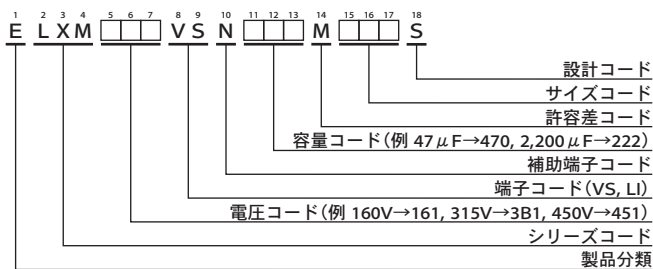 1 2 3 4 5 6 7 8 9 10 11 12 13 14 15 16 17 18
E L X M □□□ V S N □□□ M □□□ S
設計コード
サイズコード
許容差コード
容量コード(例 47μF→470, 2,200μF→222)
補助端子コード
端子コード(VS, LI)
電圧コード(例 160V→161, 315V→3B1, 450V→451)
シリーズコード
製品分類